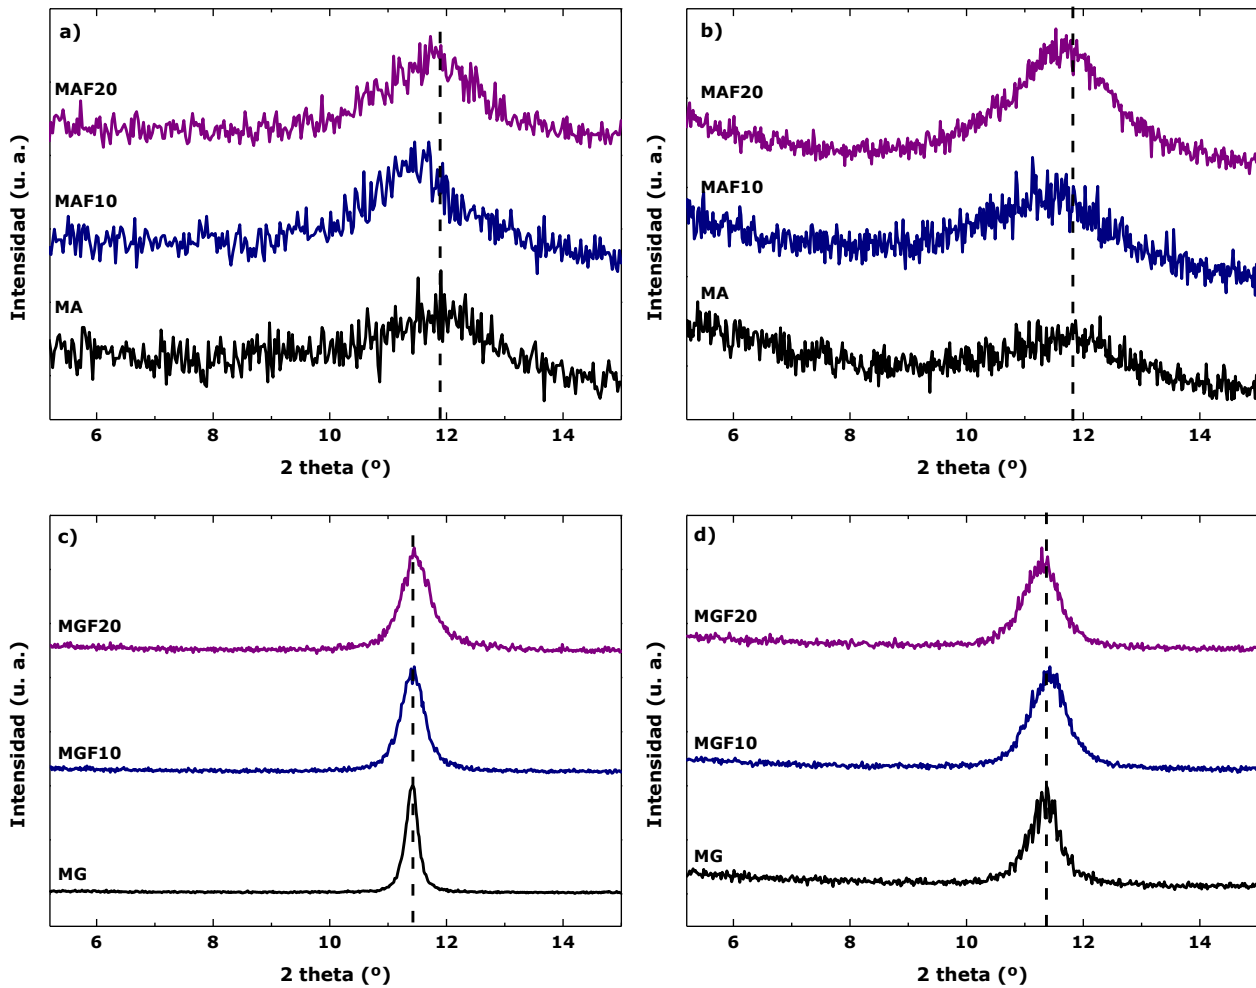 a)
MAF20
MAF10
MA
Intensidad (u. a.)
6 8 10 12 14
2 theta (º)
b)
MAF20
MAF10
MA
Intensidad (u. a.)
6 8 10 12 14
2 theta (º)
c)
MGF20
MGF10
MG
Intensidad (u. a.)
6 8 10 12 14
2 theta (º)
d)
MGF20
MGF10
MG
Intensidad (u. a.)
6 8 10 12 14
2 theta (º)